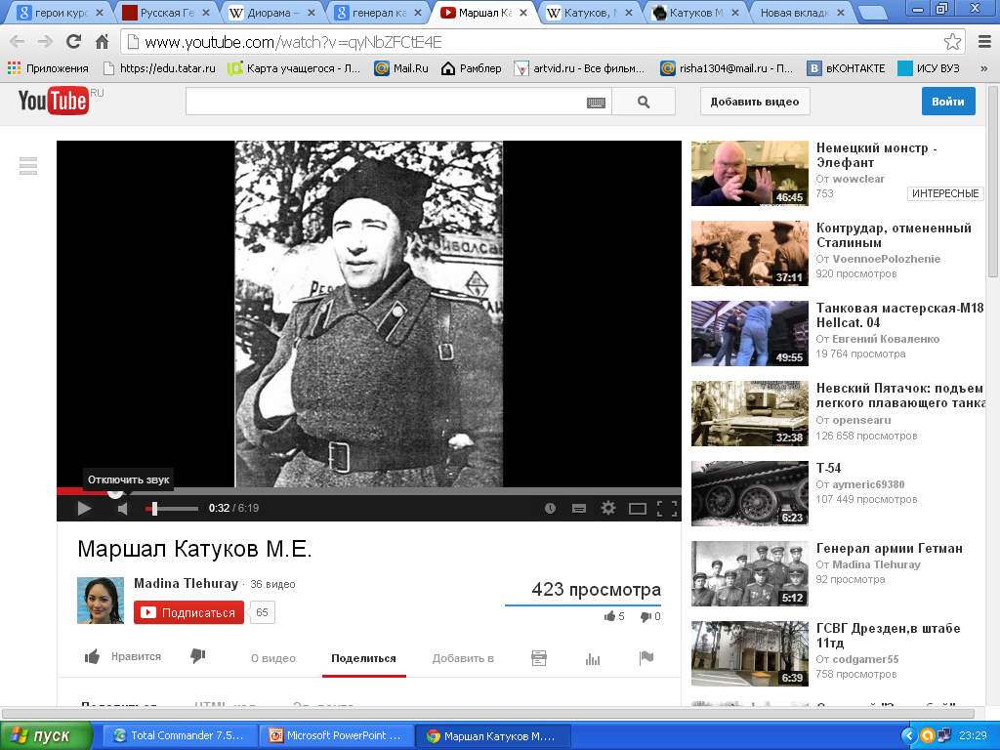 герои курс
Русская Ге
Диорама –
генерал ка
Маршал Ка
Катуков, М
Катуков М
Новая вклад
www.youtube.com/watch?v=qyNbZFCtE4E
Приложения
https://edu.tatar.ru
Карта учащегося - Л...
Mail.Ru
Рамблер
artvid.ru - Все фильм...
risha1304@mail.ru - П...
вКОНТАКТЕ
ИСУ ВУЗ
»
YouTube RU
Добавить видео
Войти
Отключить звук
0:32 / 6:19
Маршал Катуков М.Е.
Madina Tlehuray · 36 видео
Подписаться 65
423 просмотра
5 0
Нравится
О видео
Поделиться
Добавить в
Поделиться
HTML-код
Эл. почта
46:45
Немецкий монстр -
Элефант
От wowclear
753
ИНТЕРЕСНЫЕ
37:11
Контрудар, отмененный
Сталиным
От VoennoePolozhenie
920 просмотров
49:55
Танковая мастерская-M18
Hellcat. 04
От Евгений Коваленко
19 764 просмотра
32:38
Невский Пятачок: подъем
легкого плавающего танка
От opensearu
126 658 просмотров
6:23
Т-54
От aymeric69380
107 449 просмотров
5:12
Генерал армии Гетман
От Madina Tlehuray
92 просмотра
6:39
ГСВГ Дрезден,в штабе
11тд
От codgamer55
758 просмотров
пуск
Total Commander 7.5...
Microsoft PowerPoint ...
Маршал Катуков М....
23:29